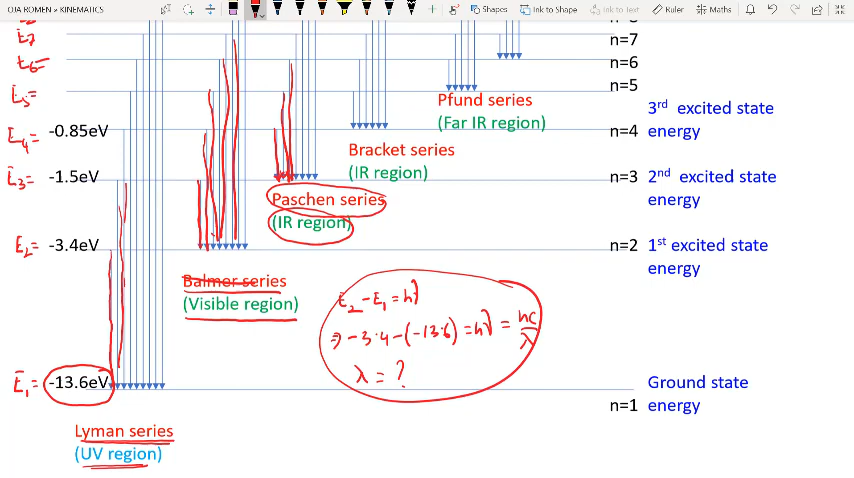 OJA ROMEN > KINEMATICS
Shapes
Ink to Shape
Ink to Text
Ruler
Maths
E7
n=7
E6
n=6
E5=
n=5
Pfund series
(Far IR region)
3rd excited state
energy
E4= -0.85eV
n=4
Bracket series
(IR region)
E3= -1.5eV
n=3
2nd excited state
energy
Paschen series
(IR region)
E2= -3.4eV
n=2
1st excited state
energy
Balmer series
(Visible region)
E2 - E1 = hν
⇒ -3.4-(-13.6) = hν = hc/λ
λ = ?
E1= -13.6eV
n=1
Ground state
energy
Lyman series
(UV region)